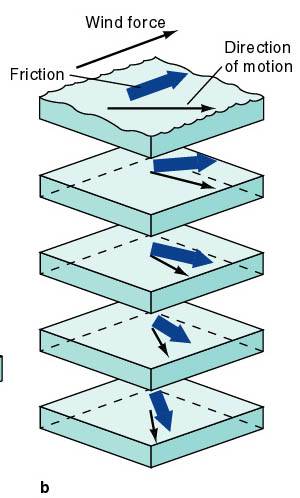 Wind force
Direction
of motion
Friction
b